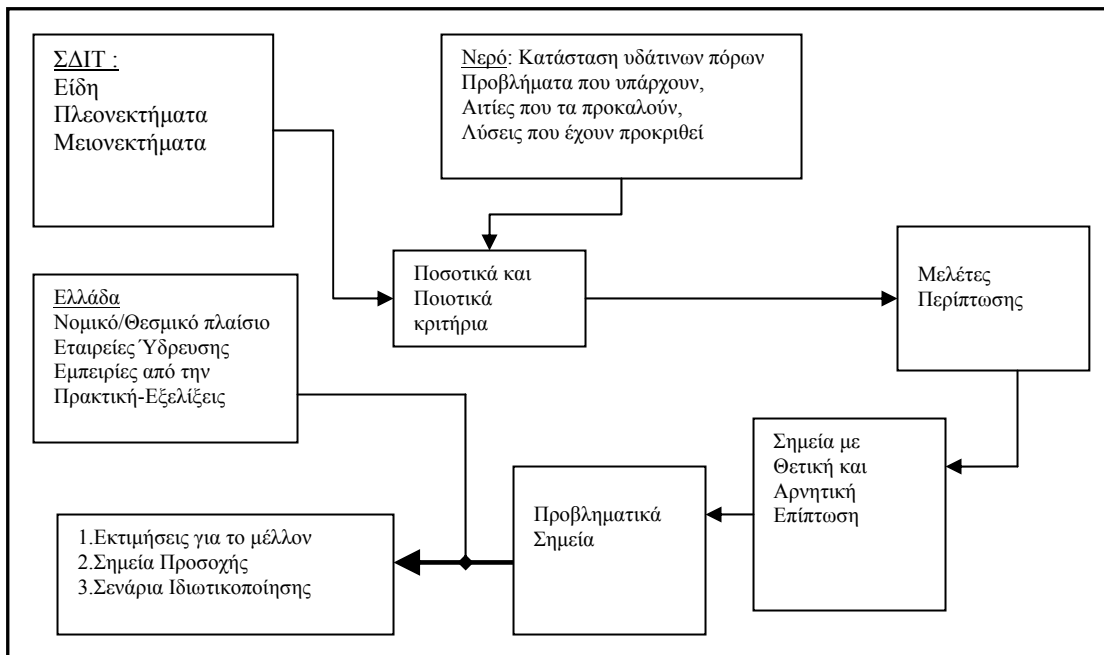 ΣΔΙΤ :
Είδη
Πλεονεκτήματα
Μειονεκτήματα
Νερό: Κατάσταση υδάτινων πόρων
Προβλήματα που υπάρχουν,
Αιτίες που τα προκαλούν,
Λύσεις που έχουν προκριθεί
Ποσοτικά και
Ποιοτικά
κριτήρια
Μελέτες
Περίπτωσης
Ελλάδα
Νομικό/Θεσμικό πλαίσιο
Εταιρείες Ύδρευσης
Εμπειρίες από την
Πρακτική-Εξελίξεις
Σημεία με
Θετική και
Αρνητική
Επίπτωση
Προβληματικά
Σημεία
1.Εκτιμήσεις για το μέλλον
2.Σημεία Προσοχής
3.Σενάρια Ιδιωτικοποίησης